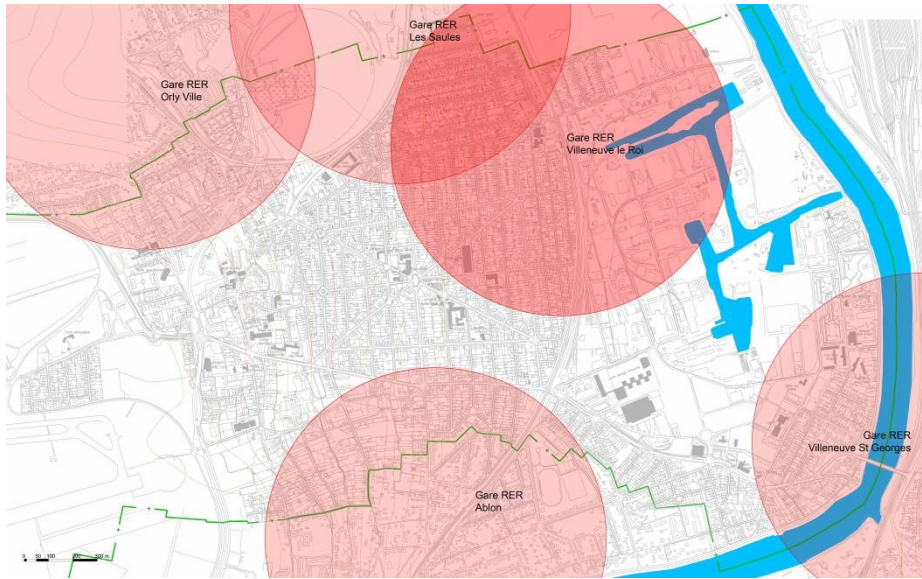 Gare RER
Les Saules
Gare RER
Orly Ville
Gare RER
Villeneuve le Roi
Gare RER
Villeneuve St Georges
Gare RER
Ablon
0 50 100 200 300 m